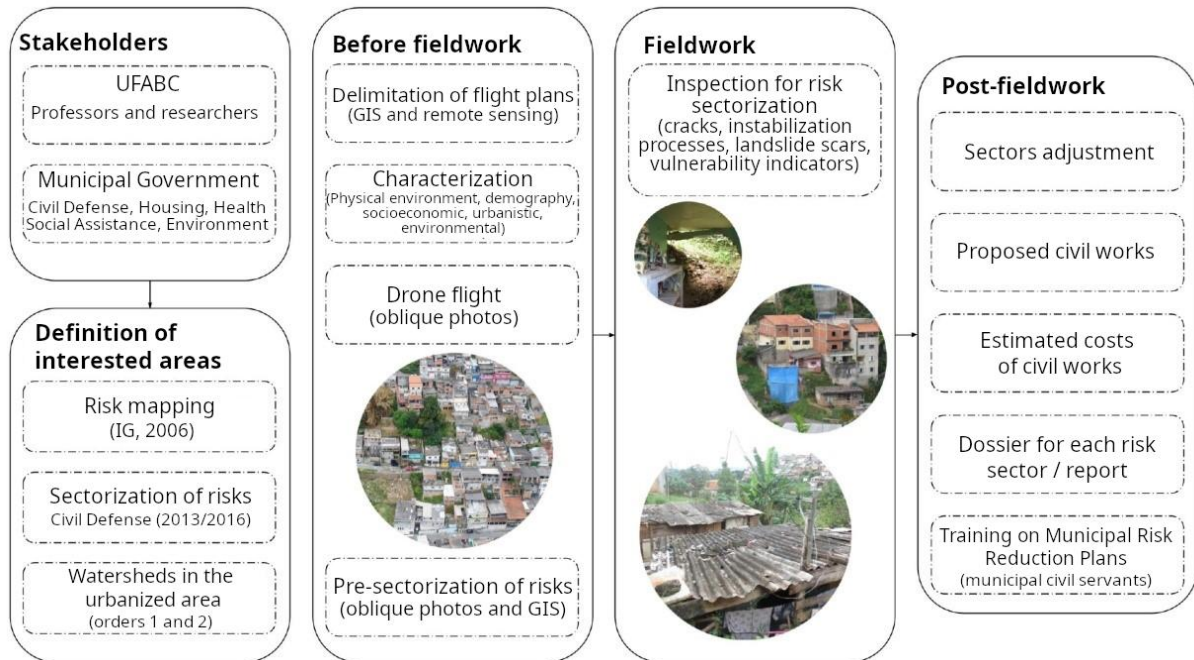 Stakeholders
UFABC
Professors and researchers
Municipal Government
Civil Defense, Housing, Health
Social Assistance, Environment
Definition of
interested areas
Risk mapping
(IG, 2006)
Sectorization of risks
Civil Defense (2013/2016)
Watersheds in the
urbanized area
(orders 1 and 2)
Before fieldwork
Delimitation of flight plans
(GIS and remote sensing)
Characterization
(Physical environment, demography,
socioeconomic, urbanistic,
environmental)
Drone flight
(oblique photos)
Pre-sectorization of risks
(oblique photos and GIS)
Fieldwork
Inspection for risk
sectorization
(cracks, instabilization
processes, landslide scars,
vulnerability indicators)
Post-fieldwork
Sectors adjustment
Proposed civil works
Estimated costs
of civil works
Dossier for each risk
sector / report
Training on Municipal Risk
Reduction Plans
(municipal civil servants)